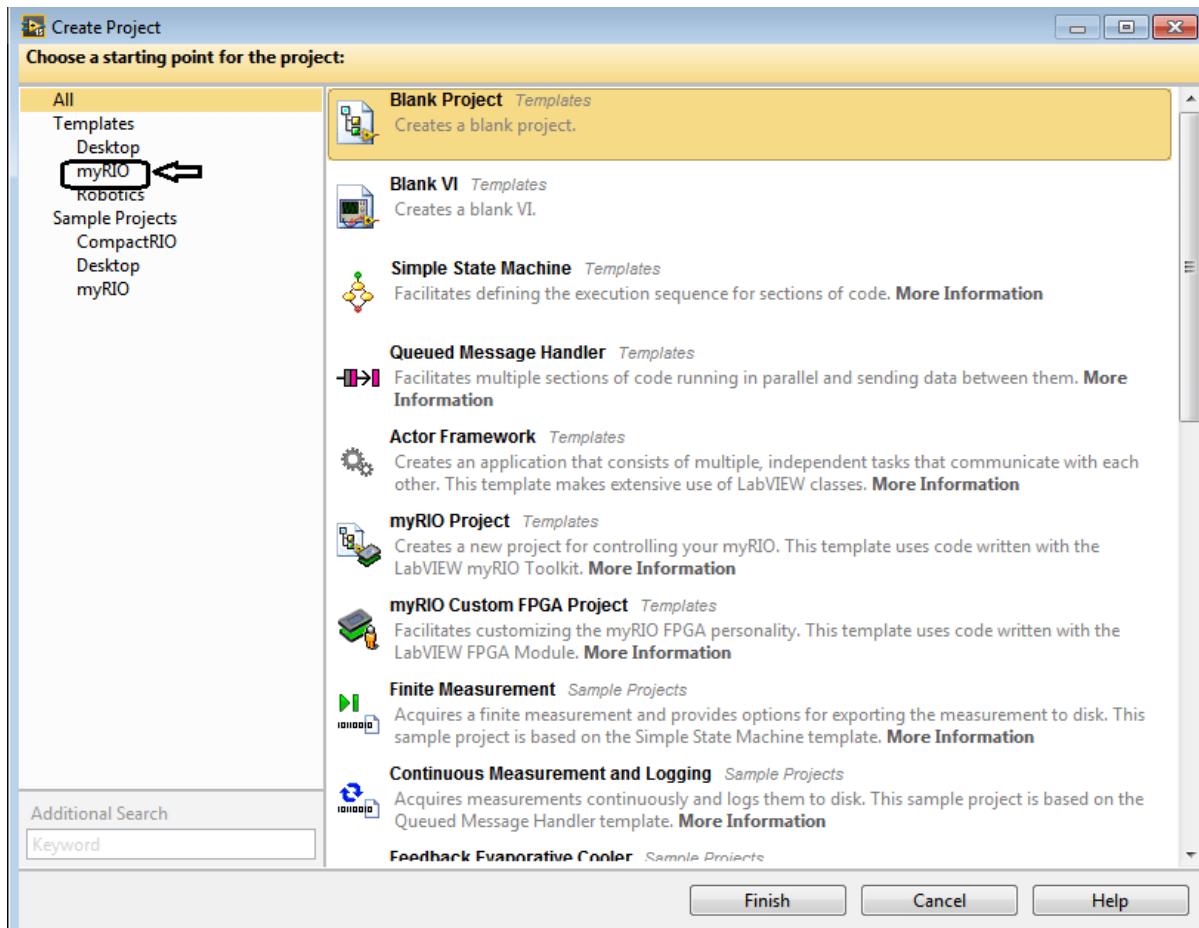 Create Project
Choose a starting point for the project:
All
Templates
Desktop
myRIO
Robotics
Sample Projects
CompactRIO
Desktop
myRIO
Additional Search
Keyword
Blank Project Templates
Creates a blank project.
Blank VI Templates
Creates a blank VI.
Simple State Machine Templates
Facilitates defining the execution sequence for sections of code. More Information
Queued Message Handler Templates
Facilitates multiple sections of code running in parallel and sending data between them. More
Information
Actor Framework Templates
Creates an application that consists of multiple, independent tasks that communicate with each
other. This template makes extensive use of LabVIEW classes. More Information
myRIO Project Templates
Creates a new project for controlling your myRIO. This template uses code written with the
LabVIEW myRIO Toolkit. More Information
myRIO Custom FPGA Project Templates
Facilitates customizing the myRIO FPGA personality. This template uses code written with the
LabVIEW FPGA Module. More Information
Finite Measurement Sample Projects
Acquires a finite measurement and provides options for exporting the measurement to disk. This
sample project is based on the Simple State Machine template. More Information
Continuous Measurement and Logging Sample Projects
Acquires measurements continuously and logs them to disk. This sample project is based on the
Queued Message Handler template. More Information
Feedback Evaporative Cooler Sample Projects
Finish
Cancel
Help